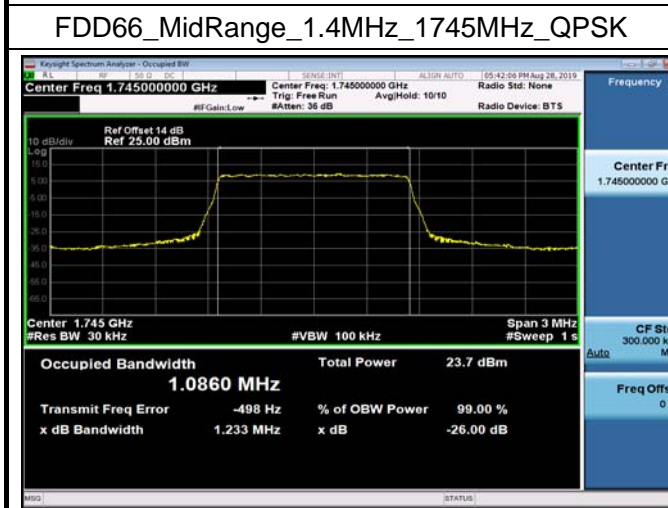 FDD66_MidRange_1.4MHz_1745MHz_QPSK
Keysight Spectrum Analyzer - Occupied BW
RL RF 50 Ω DC SENSE:INT ALIGN AUTO 05:42:06 PM Aug 28, 2019
Center Freq 1.745000000 GHz
Center Freq: 1.745000000 GHz
Radio Std: None
Trig: Free Run Avg|Hold: 10/10
#IFGain:Low #Atten: 36 dB Radio Device: BTS
Frequency
Ref Offset 14 dB
10 dB/div Ref 25.00 dBm
Log
15.0
5.00
-5.00
-15.0
-25.0
-35.0
-45.0
-55.0
-65.0
Center Fr
1.745000000 G
Center 1.745 GHz Span 3 MHz
#Res BW 30 kHz #VBW 100 kHz #Sweep 1 s
CF St
300.000 k
Auto M
Occupied Bandwidth Total Power 23.7 dBm
1.0860 MHz
Freq Offs
0
Transmit Freq Error -498 Hz % of OBW Power 99.00 %
x dB Bandwidth 1.233 MHz x dB -26.00 dB
MSG STATUS